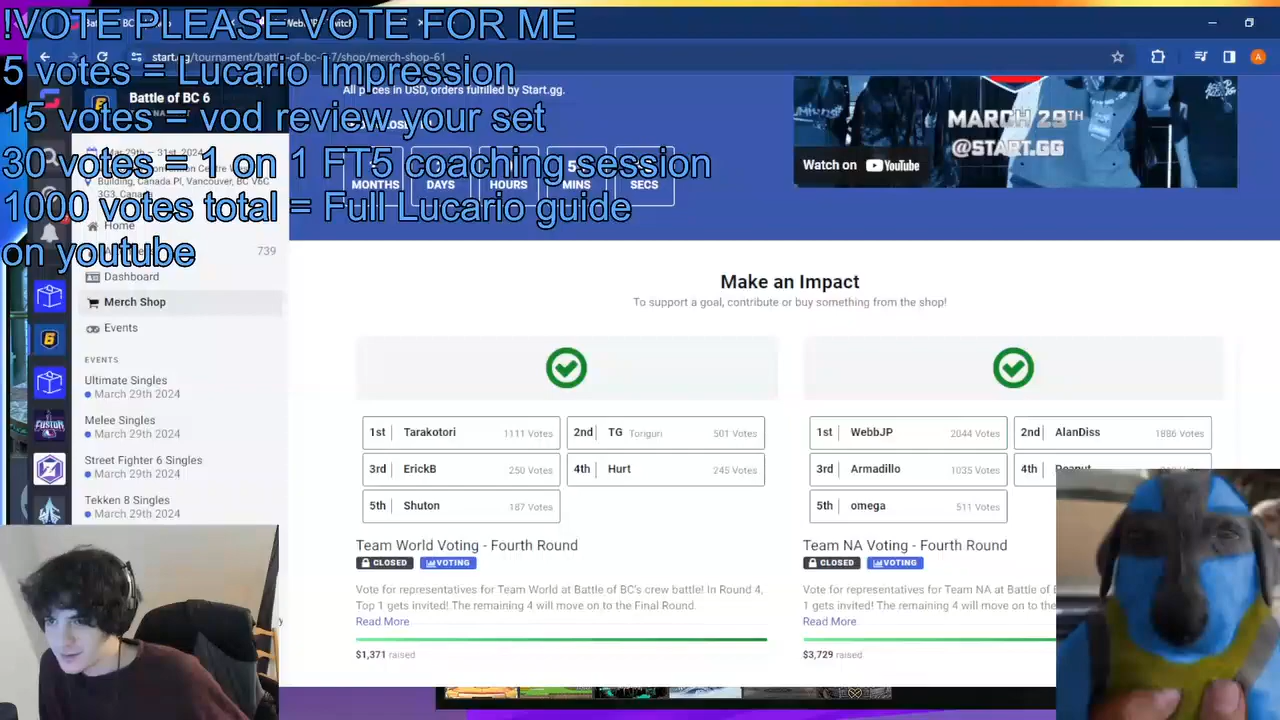 !VOTE PLEASE VOTE FOR ME
5 votes = Lucario Impression
15 votes = vod review your set
30 votes = 1 on 1 FT5 coaching session
1000 votes total = Full Lucario guide
on youtube
Battle of BC 6
All prices in USD, orders fulfilled by Start.gg.
MONTHS
DAYS
HOURS
MINS
SECS
MARCH 29TH
@START.GG
Watch on YouTube
Building, Canada Pl, Vancouver, BC V6C
Home
739
Dashboard
Merch Shop
Events
EVENTS
Ultimate Singles
March 29th 2024
Melee Singles
March 29th 2024
Street Fighter 6 Singles
March 29th 2024
Tekken 8 Singles
March 29th 2024
Make an Impact
To support a goal, contribute or buy something from the shop!
1st Tarakotori 1111 Votes
2nd TG Toriguri 501 Votes
3rd ErickB 250 Votes
4th Hurt 245 Votes
5th Shuton 187 Votes
Team World Voting - Fourth Round
CLOSED VOTING
Vote for representatives for Team World at Battle of BC's crew battle! In Round 4,
Top 1 gets invited! The remaining 4 will move on to the Final Round.
Read More
$1,371 raised
1st WebbJP 2044 Votes
2nd AlanDiss 1886 Votes
3rd Armadillo 1035 Votes
4th
5th omega 511 Votes
Team NA Voting - Fourth Round
CLOSED VOTING
Vote for representatives for Team NA at Battle of B
1 gets invited! The remaining 4 will move on to the
Read More
$3,729 raised